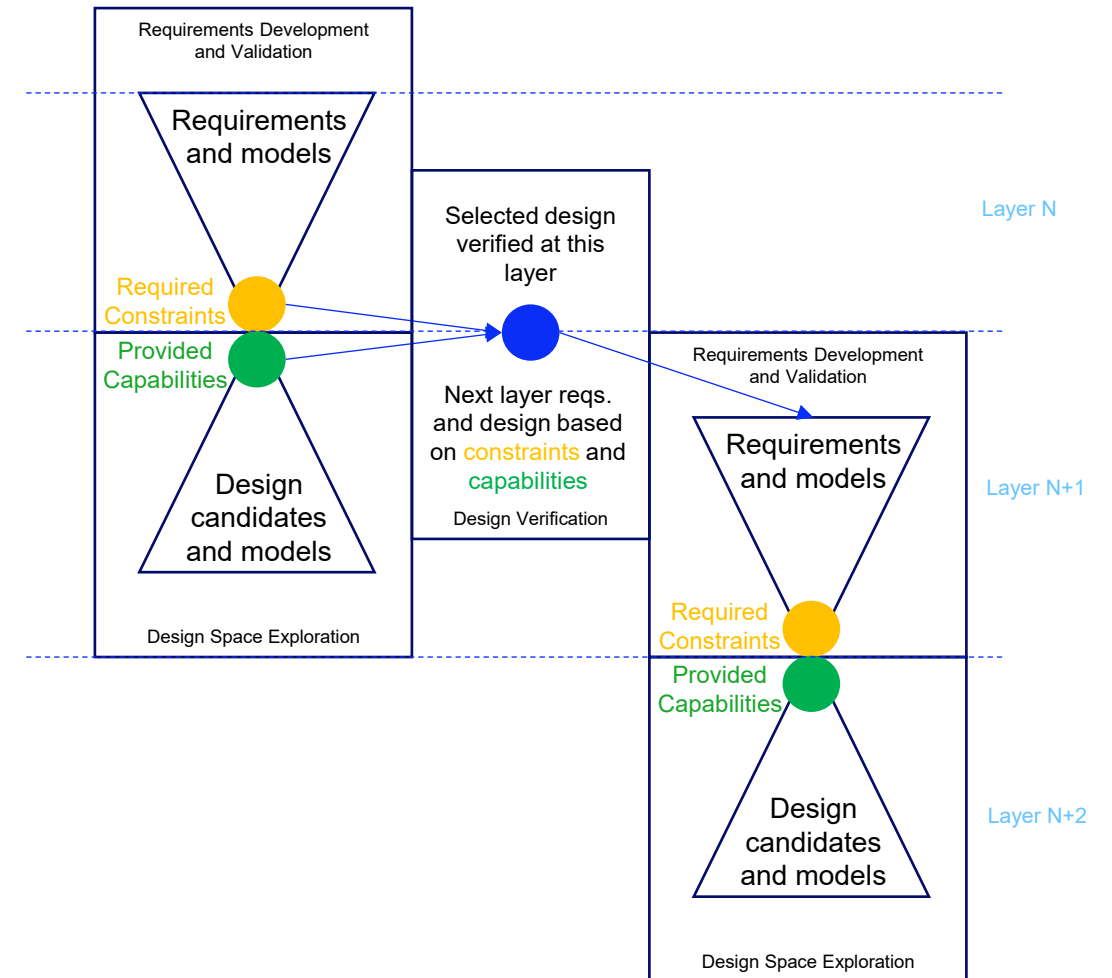 Requirements Development
and Validation
Requirements
and models
Required
Constraints
Provided
Capabilities
Design
candidates
and models
Design Space Exploration
Selected design
verified at this
layer
Next layer reqs.
and design based
on constraints and
capabilities
Design Verification
Layer N
Requirements Development
and Validation
Requirements
and models
Layer N+1
Required
Constraints
Provided
Capabilities
Design
candidates
and models
Layer N+2
Design Space Exploration